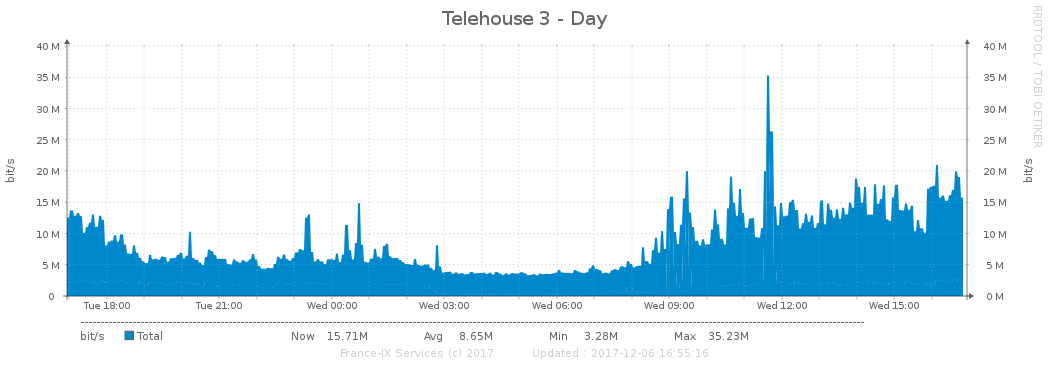 Telehouse 3 - Day
RRDTOOL / TOBI OETIKER
40 M 40 M
35 M 35 M
30 M 30 M
25 M 25 M
20 M 20 M
15 M 15 M
10 M 10 M
5 M 5 M
0 0 M
bit/s bit/s
Tue 18:00 Tue 21:00 Wed 00:00 Wed 03:00 Wed 06:00 Wed 09:00 Wed 12:00 Wed 15:00
bit/s Total Now 15.71M Avg 8.65M Min 3.28M Max 35.23M
France-IX Services (c) 2017 Updated : 2017-12-06 16:55:16